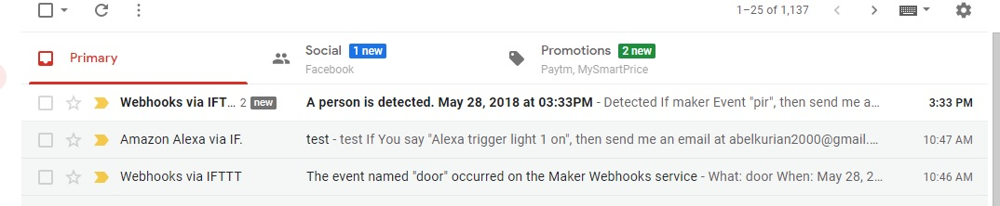 1–25 of 1,137
Primary
Social 1 new
Facebook
Promotions 2 new
Paytm, MySmartPrice
Webhooks via IFT... 2 new A person is detected. May 28, 2018 at 03:33PM - Detected If maker Event "pir", then send me a... 3:33 PM
Amazon Alexa via IF. test - test If You say "Alexa trigger light 1 on", then send me an email at abelkurian2000@gmail.... 10:47 AM
Webhooks via IFTTT The event named "door" occurred on the Maker Webhooks service - What: door When: May 28, 2... 10:46 AM